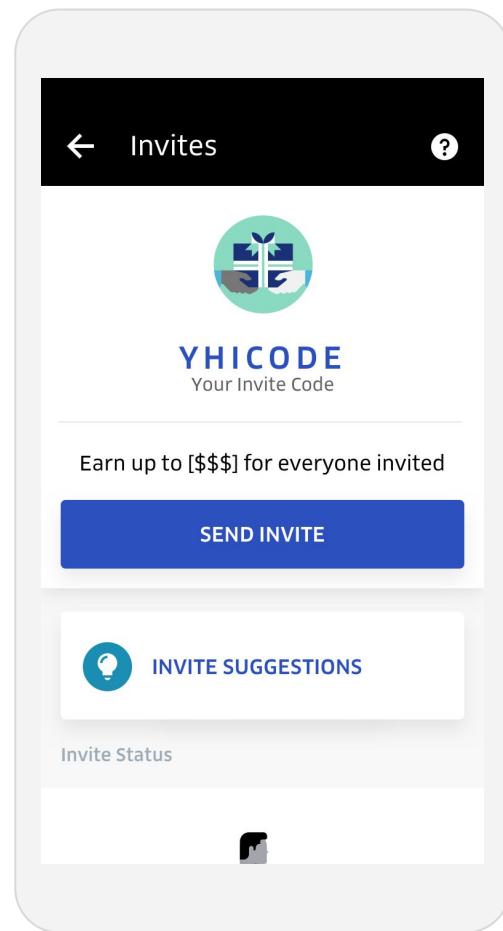 Invites
YHICODE
Your Invite Code
Earn up to [$$$] for everyone invited
SEND INVITE
INVITE SUGGESTIONS
Invite Status